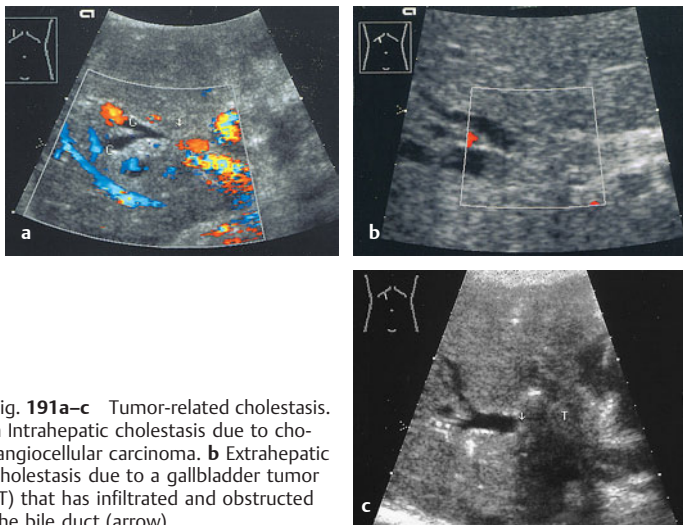 G
G
a
b
T
c
ig. 191a–c Tumor-related cholestasis.
Intrahepatic cholestasis due to cho-
angiocellular carcinoma. b Extrahepatic
holestasis due to a gallbladder tumor
T) that has infiltrated and obstructed
he bile duct (arrow)